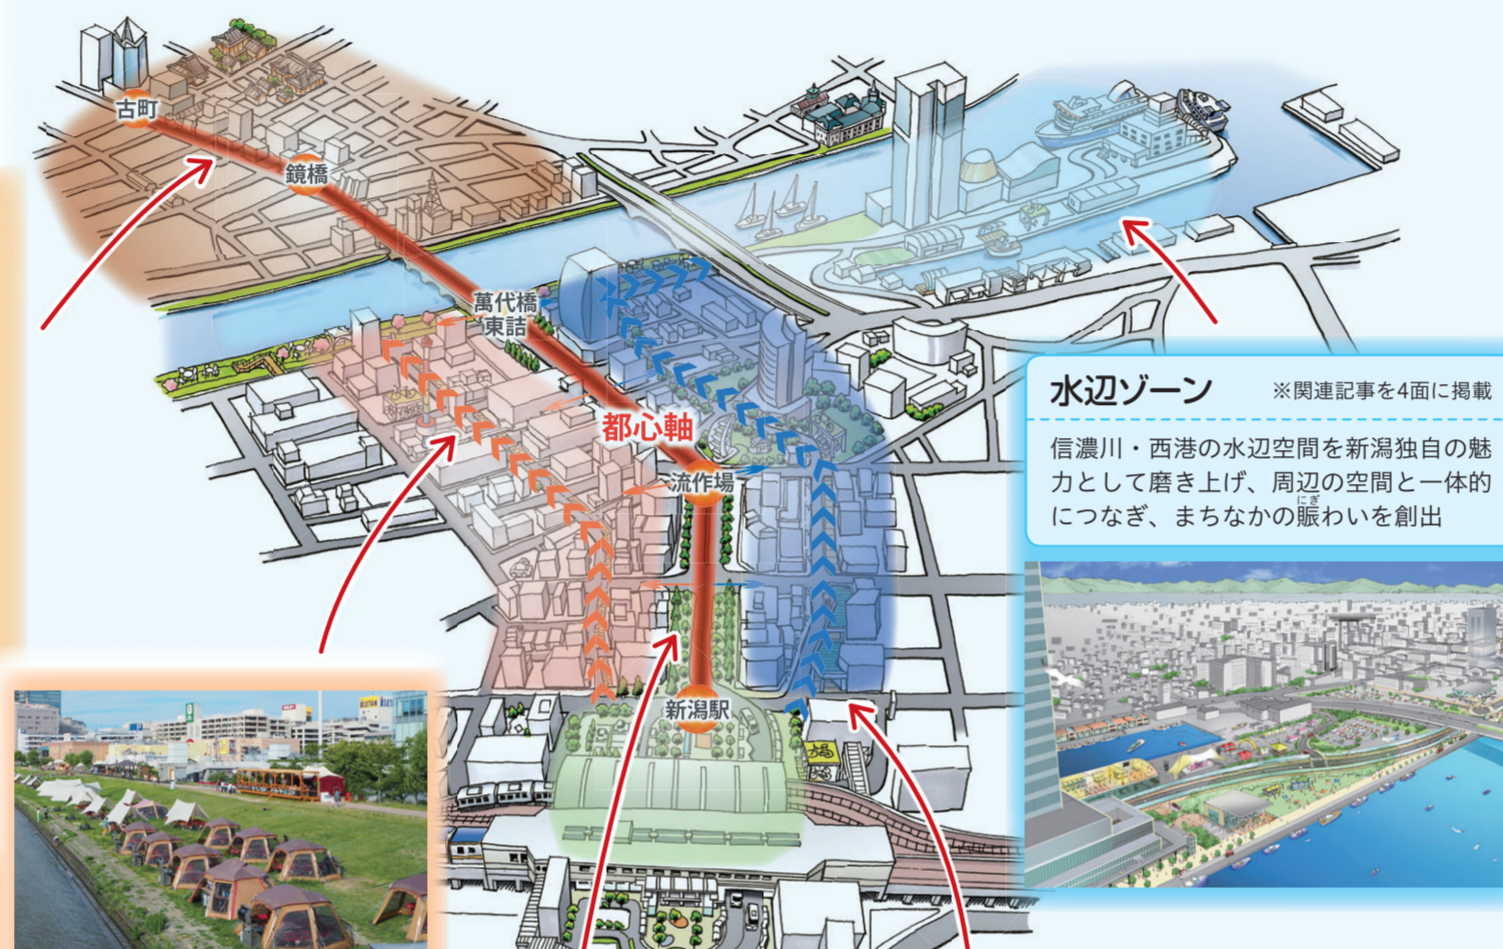 古町
鏡橋
萬代橋
東詰
都心軸
流作場
新潟駅
水辺ゾーン
※関連記事を4面に掲載
信濃川・西港の水辺空間を新潟独自の魅
力として磨き上げ、周辺の空間と一体的
につなぎ、まちなかの賑わいを創出
にぎ